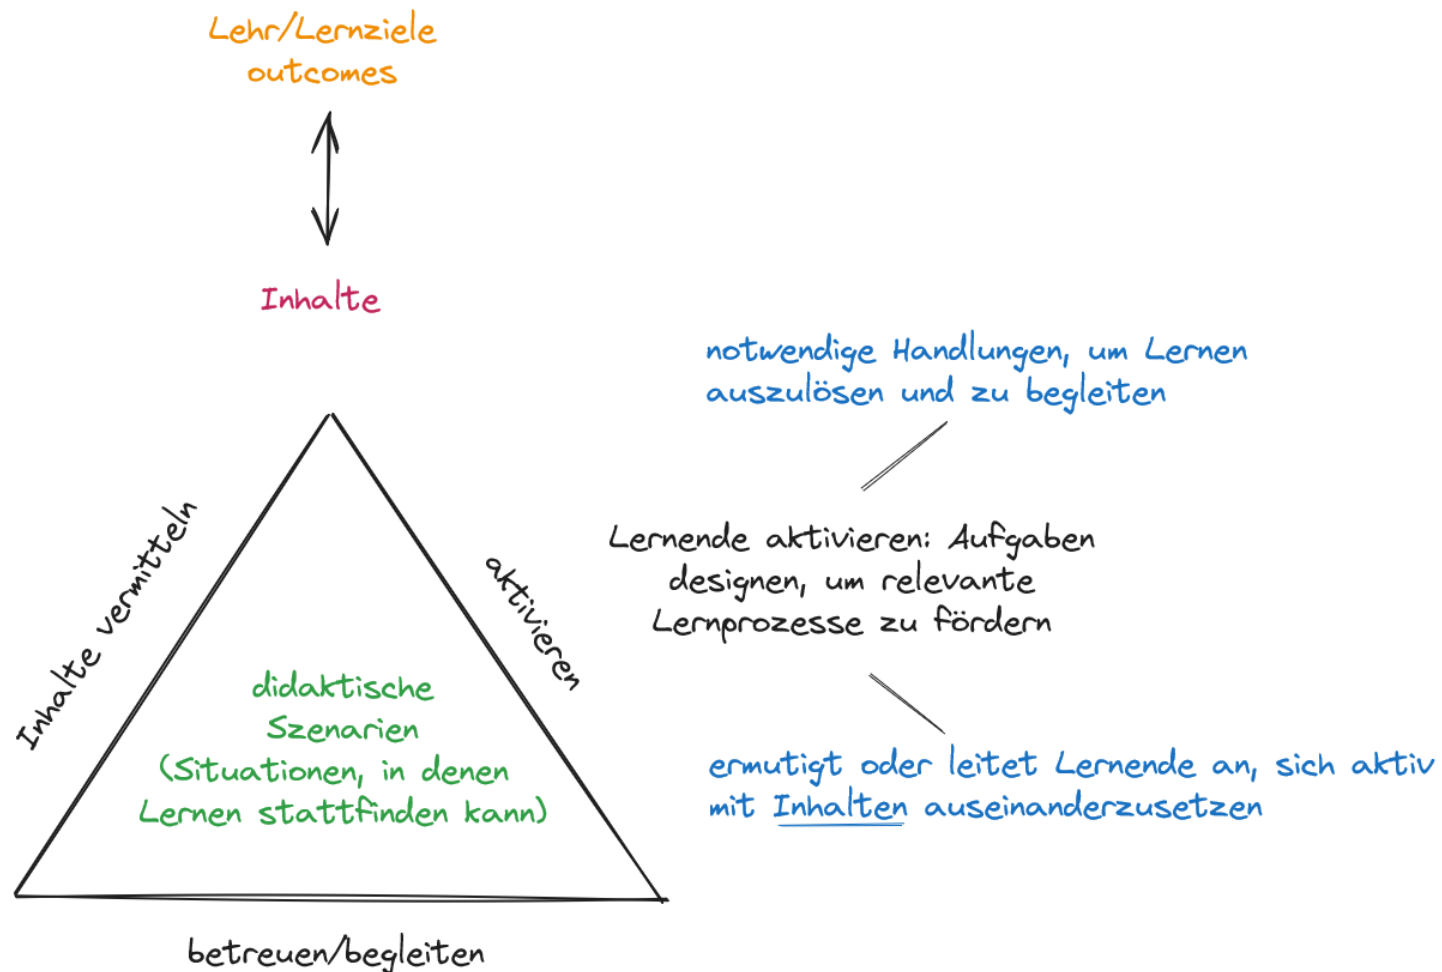 Lehr/Lernziele
outcomes
Inhalte
notwendige Handlungen, um Lernen
auszulösen und zu begleiten
Inhalte vermitteln
aktivieren
Lernende aktivieren: Aufgaben
designen, um relevante
Lernprozesse zu fördern
didaktische
Szenarien
(Situationen, in denen
Lernen stattfinden kann)
ermutigt oder leitet Lernende an, sich aktiv
mit Inhalten auseinanderzusetzen
betreuen/begleiten